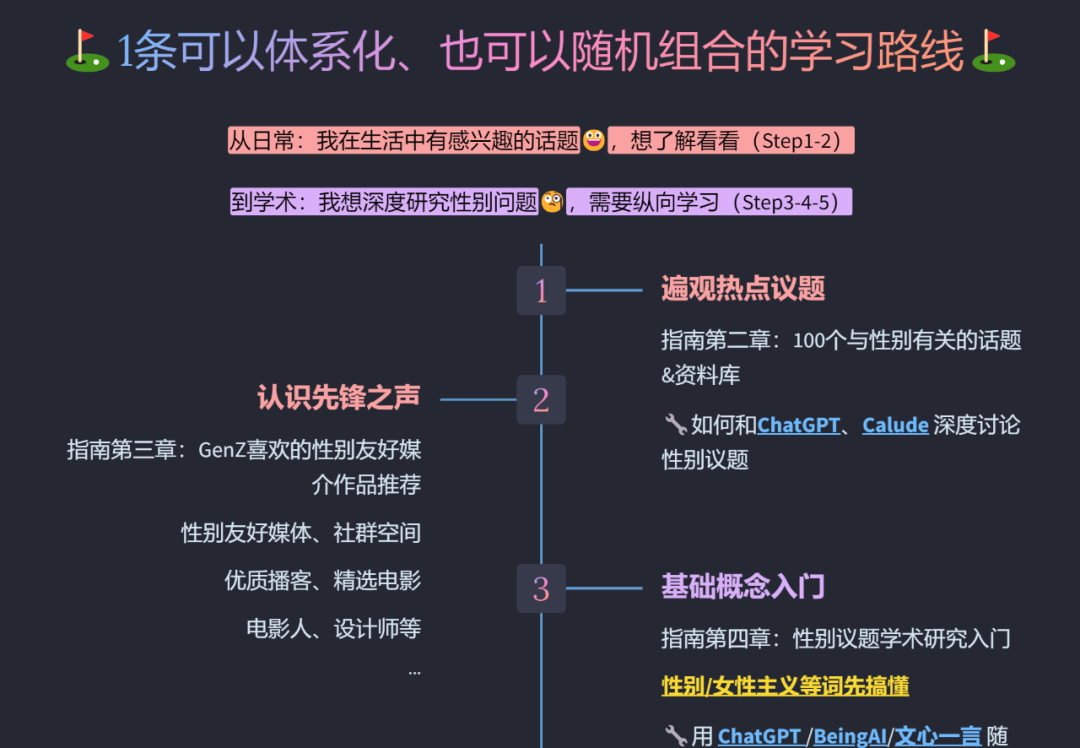 1条可以体系化、也可以随机组合的学习路线
从日常：我在生活中有感兴趣的话题😀，想了解看看（Step1-2）
到学术：我想深度研究性别问题🧐，需要纵向学习（Step3-4-5）
1
遍观热点议题
指南第二章：100个与性别有关的话题
&资料库
🔧如何和ChatGPT、Calude 深度讨论
性别议题
2
认识先锋之声
指南第三章：GenZ喜欢的性别友好媒
介作品推荐
性别友好媒体、社群空间
优质播客、精选电影
电影人、设计师等
...
3
基础概念入门
指南第四章：性别议题学术研究入门
性别/女性主义等词先搞懂
🔧用 ChatGPT /BeingAI/文心一言 随